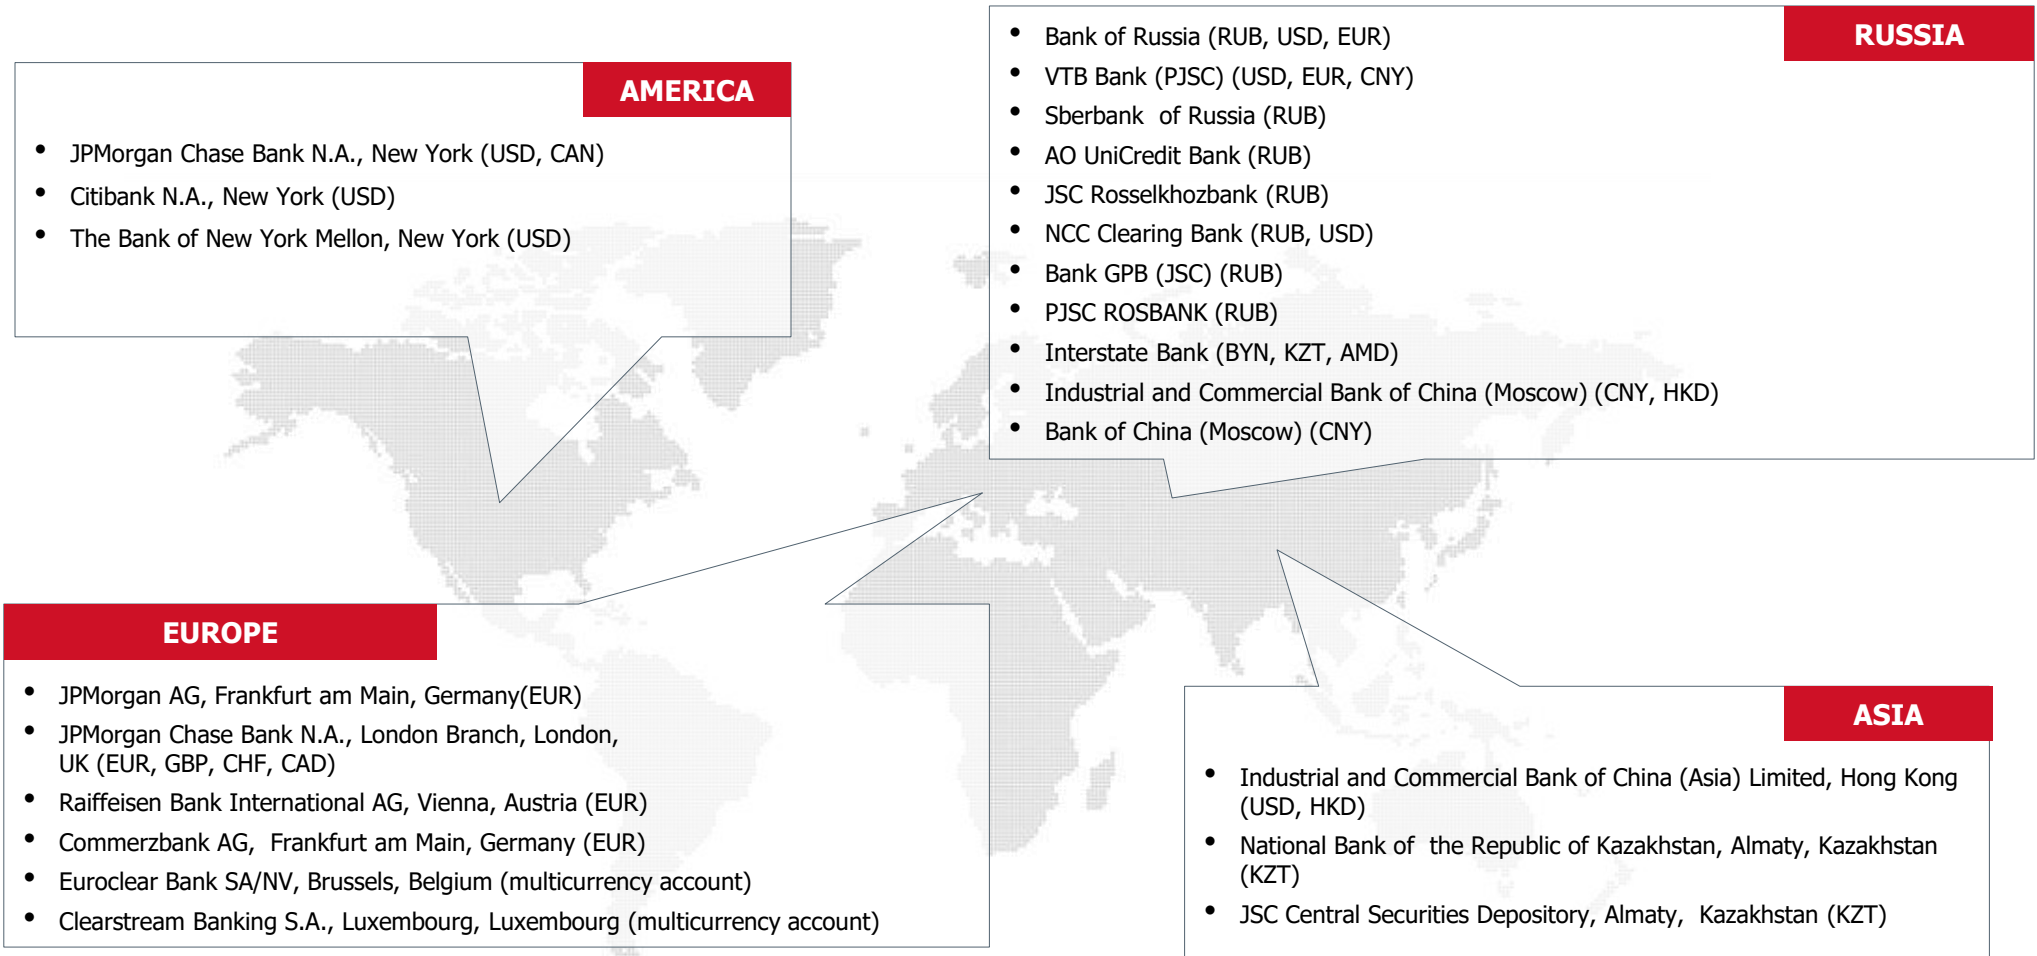 AMERICA
• JPMorgan Chase Bank N.A., New York (USD, CAN)
• Citibank N.A., New York (USD)
• The Bank of New York Mellon, New York (USD)
RUSSIA
• Bank of Russia (RUB, USD, EUR)
• VTB Bank (PJSC) (USD, EUR, CNY)
• Sberbank of Russia (RUB)
• AO UniCredit Bank (RUB)
• JSC Rosselkhozbank (RUB)
• NCC Clearing Bank (RUB, USD)
• Bank GPB (JSC) (RUB)
• PJSC ROSBANK (RUB)
• Interstate Bank (BYN, KZT, AMD)
• Industrial and Commercial Bank of China (Moscow) (CNY, HKD)
• Bank of China (Moscow) (CNY)
EUROPE
• JPMorgan AG, Frankfurt am Main, Germany(EUR)
• JPMorgan Chase Bank N.A., London Branch, London,
UK (EUR, GBP, CHF, CAD)
• Raiffeisen Bank International AG, Vienna, Austria (EUR)
• Commerzbank AG, Frankfurt am Main, Germany (EUR)
• Euroclear Bank SA/NV, Brussels, Belgium (multicurrency account)
• Clearstream Banking S.A., Luxembourg, Luxembourg (multicurrency account)
ASIA
• Industrial and Commercial Bank of China (Asia) Limited, Hong Kong
(USD, HKD)
• National Bank of the Republic of Kazakhstan, Almaty, Kazakhstan
(KZT)
• JSC Central Securities Depository, Almaty, Kazakhstan (KZT)